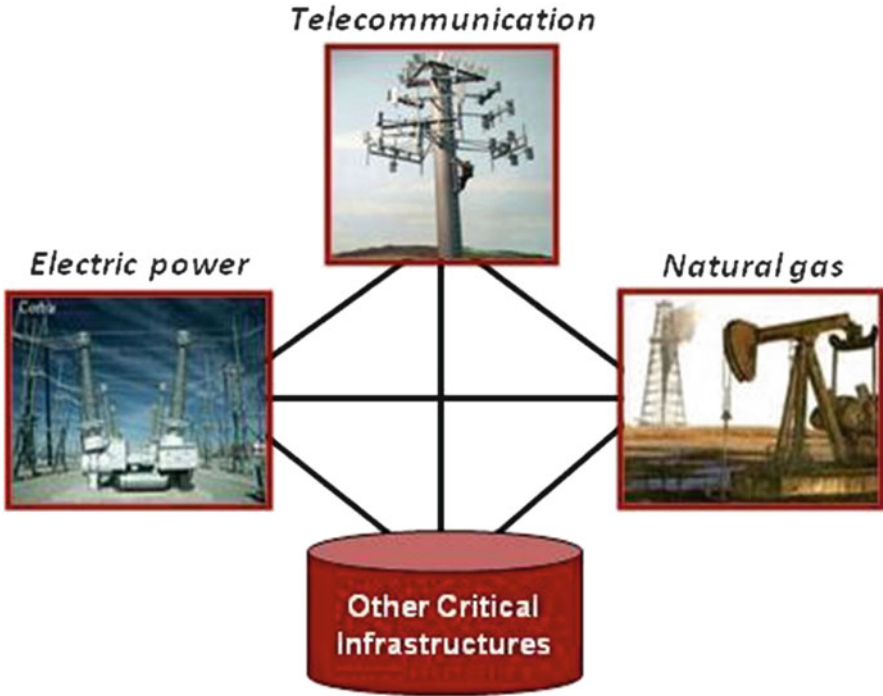 Telecommunication
Electric power
Natural gas
Other Critical
Infrastructures